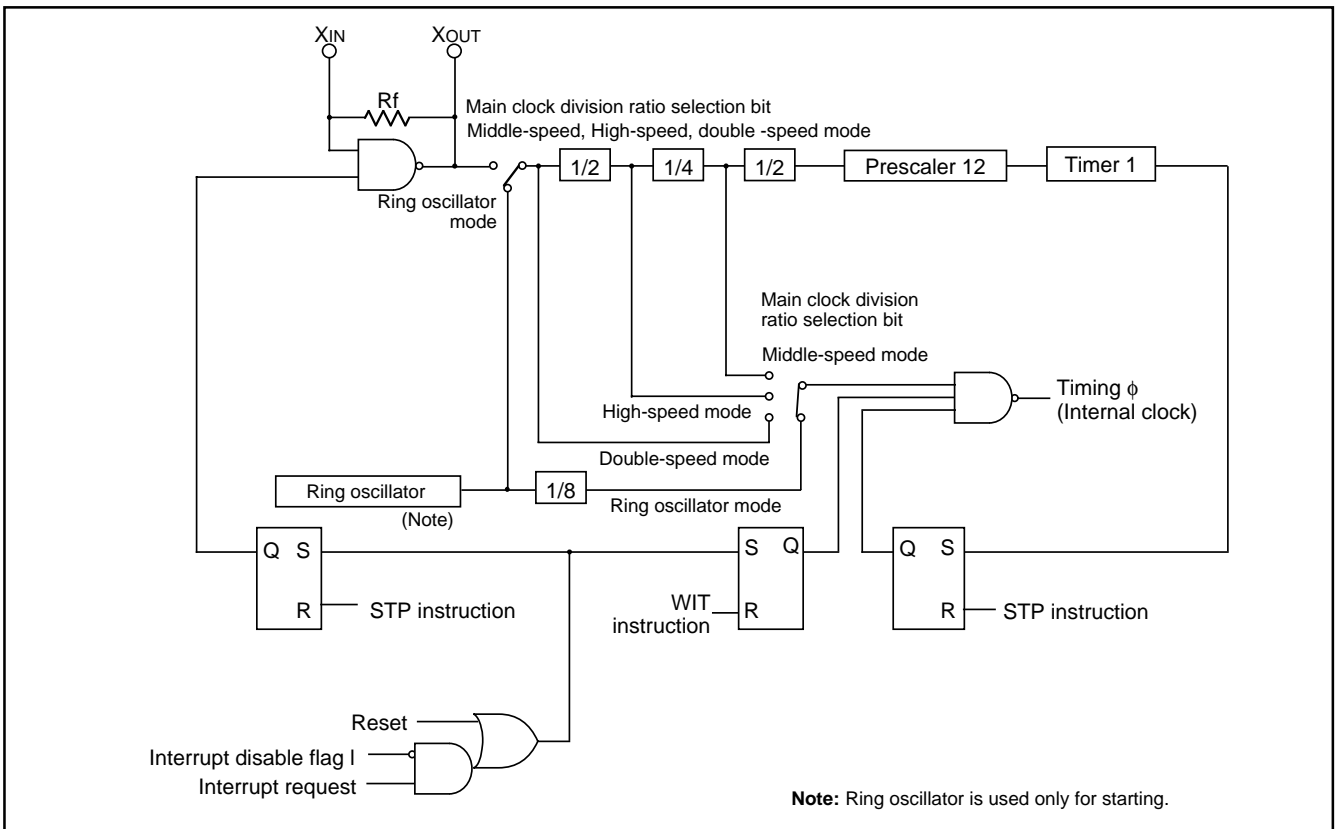 XIN
XOUT
Rf
Main clock division ratio selection bit
Middle-speed, High-speed, double -speed mode
1/2
1/4
1/2
Prescaler 12
Timer 1
Ring oscillator
mode
Main clock division
ratio selection bit
Middle-speed mode
High-speed mode
Timing ϕ
(Internal clock)
Double-speed mode
Ring oscillator
1/8
Ring oscillator mode
(Note)
Q S
R
STP instruction
S Q
R
WIT
instruction
Q S
R
STP instruction
Reset
Interrupt disable flag I
Interrupt request
Note: Ring oscillator is used only for starting.